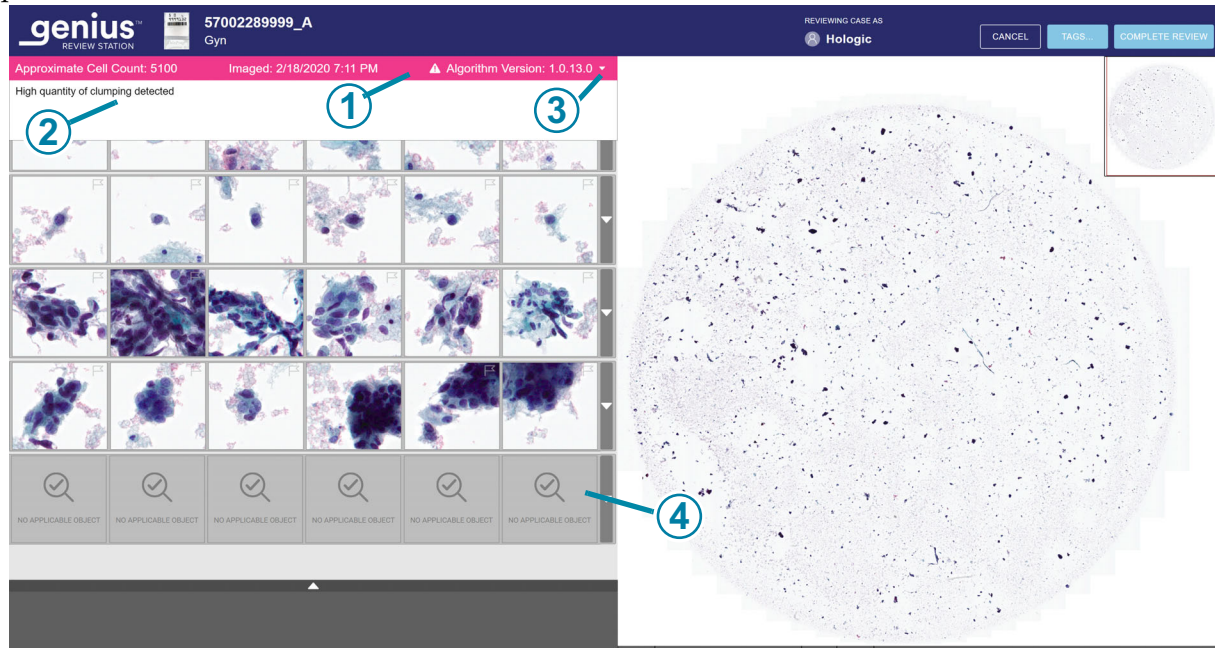 genius™
REVIEW STATION
57002289999_A
Gyn
REVIEWING CASE AS
Hologic
CANCEL
TAGS...
COMPLETE REVIEW
Approximate Cell Count: 5100
Imaged: 2/18/2020 7:11 PM
Algorithm Version: 1.0.13.0
High quantity of clumping detected
1
2
3
NO APPLICABLE OBJECT
NO APPLICABLE OBJECT
NO APPLICABLE OBJECT
NO APPLICABLE OBJECT
NO APPLICABLE OBJECT
NO APPLICABLE OBJECT
4